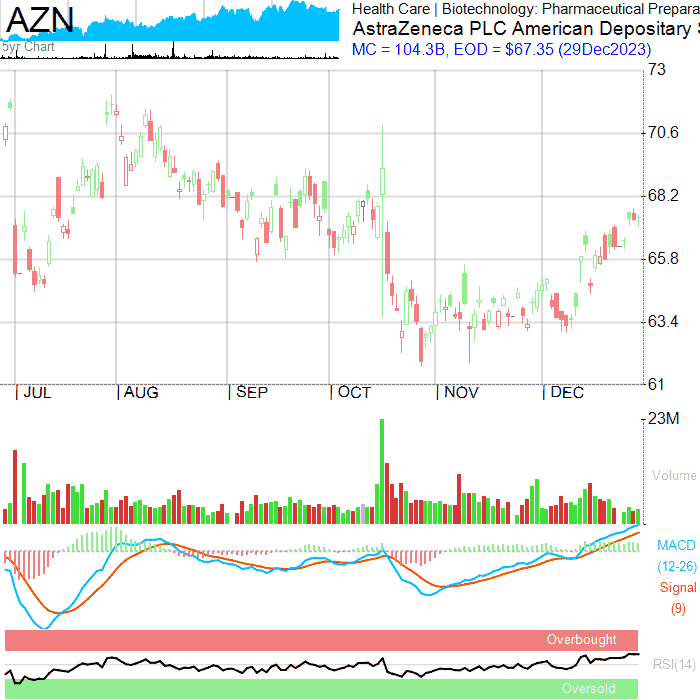 AZN
5yr Chart
Health Care | Biotechnology: Pharmaceutical Prepara
AstraZeneca PLC American Depositary S
MC = 104.3B, EOD = $67.35 (29Dec2023)
73
70.6
68.2
65.8
63.4
61
| JUL | AUG | SEP | OCT | NOV | DEC
23M
Volume
MACD
(12-26)
Signal
(9)
Overbought
RSI(14)
Oversold